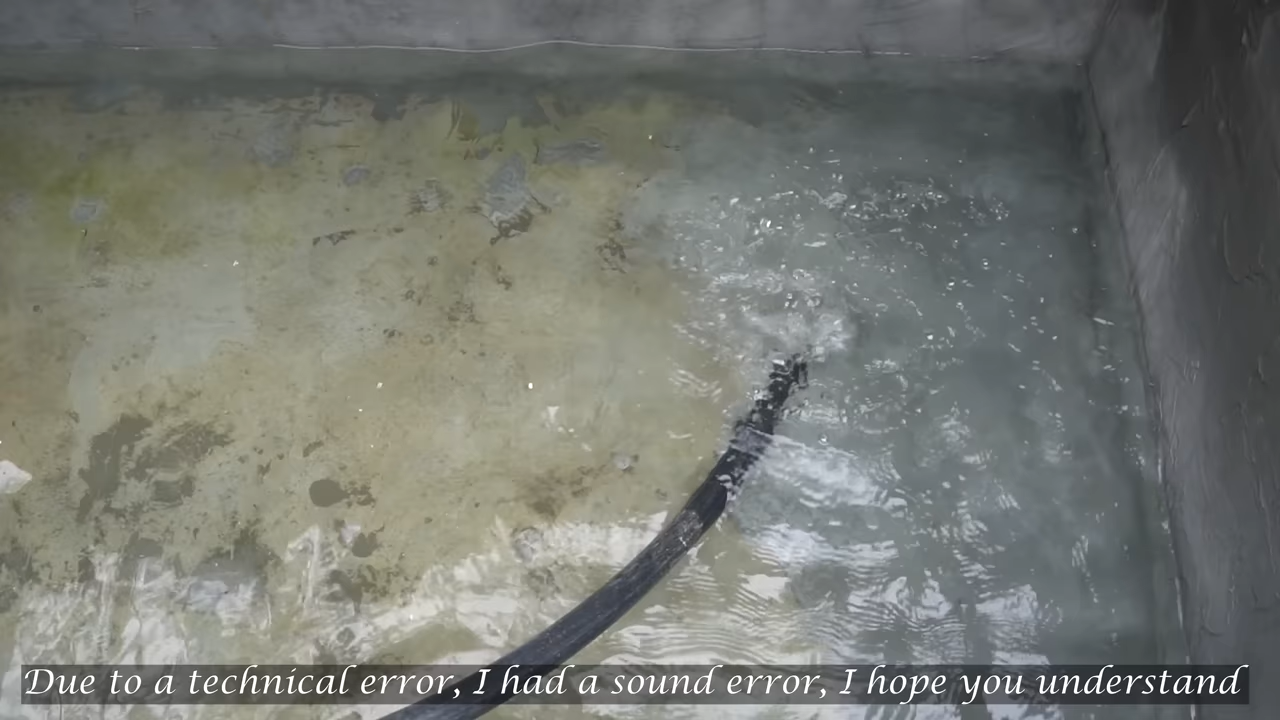 Due to a technical error, I had a sound error, I hope you understand